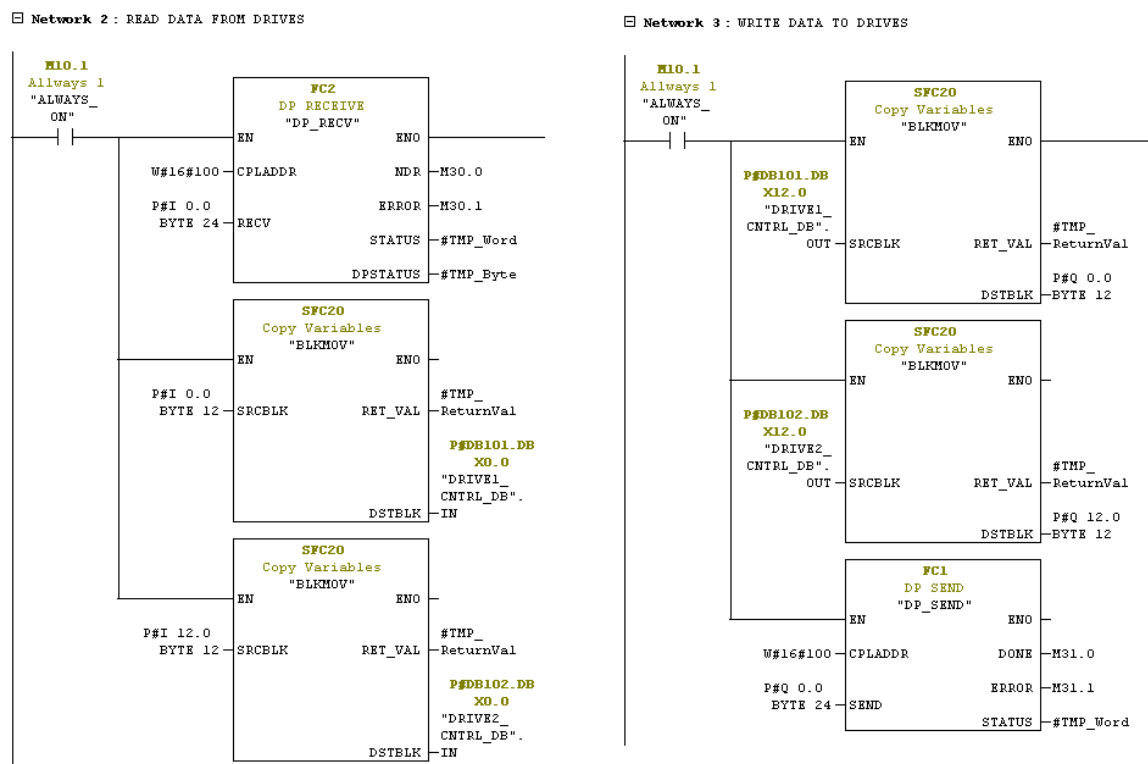 Network 2 : READ DATA FROM DRIVES
M10.1
Allways 1
"ALWAYS_
ON"
FC2
DP RECEIVE
"DP_RECV"
EN ENO
W#16#100 CPLADDR NDR M30.0
P#I 0.0
BYTE 24 RECV
ERROR M30.1
STATUS #TMP_Word
DPSTATUS #TMP_Byte
SFC20
Copy Variables
"BLKMOV"
EN ENO
P#I 0.0
BYTE 12 SRCBLK
#TMP_
RET_VAL ReturnVal
P#DB101.DB
X0.0
"DRIVE1_
CNTRL_DB".
DSTBLK IN
SFC20
Copy Variables
"BLKMOV"
EN ENO
P#I 12.0
BYTE 12 SRCBLK
#TMP_
RET_VAL ReturnVal
P#DB102.DB
X0.0
"DRIVE2_
CNTRL_DB".
DSTBLK IN
Network 3 : WRITE DATA TO DRIVES
M10.1
Allways 1
"ALWAYS_
ON"
SFC20
Copy Variables
"BLKMOV"
EN ENO
P#DB101.DB
X12.0
"DRIVE1_
CNTRL_DB".
OUT SRCBLK
#TMP_
RET_VAL ReturnVal
P#Q 0.0
DSTBLK BYTE 12
SFC20
Copy Variables
"BLKMOV"
EN ENO
P#DB102.DB
X12.0
"DRIVE2_
CNTRL_DB".
OUT SRCBLK
#TMP_
RET_VAL ReturnVal
P#Q 12.0
DSTBLK BYTE 12
FC1
DP SEND
"DP_SEND"
EN ENO
W#16#100 CPLADDR DONE M31.0
P#Q 0.0
BYTE 24 SEND
ERROR M31.1
STATUS #TMP_Word